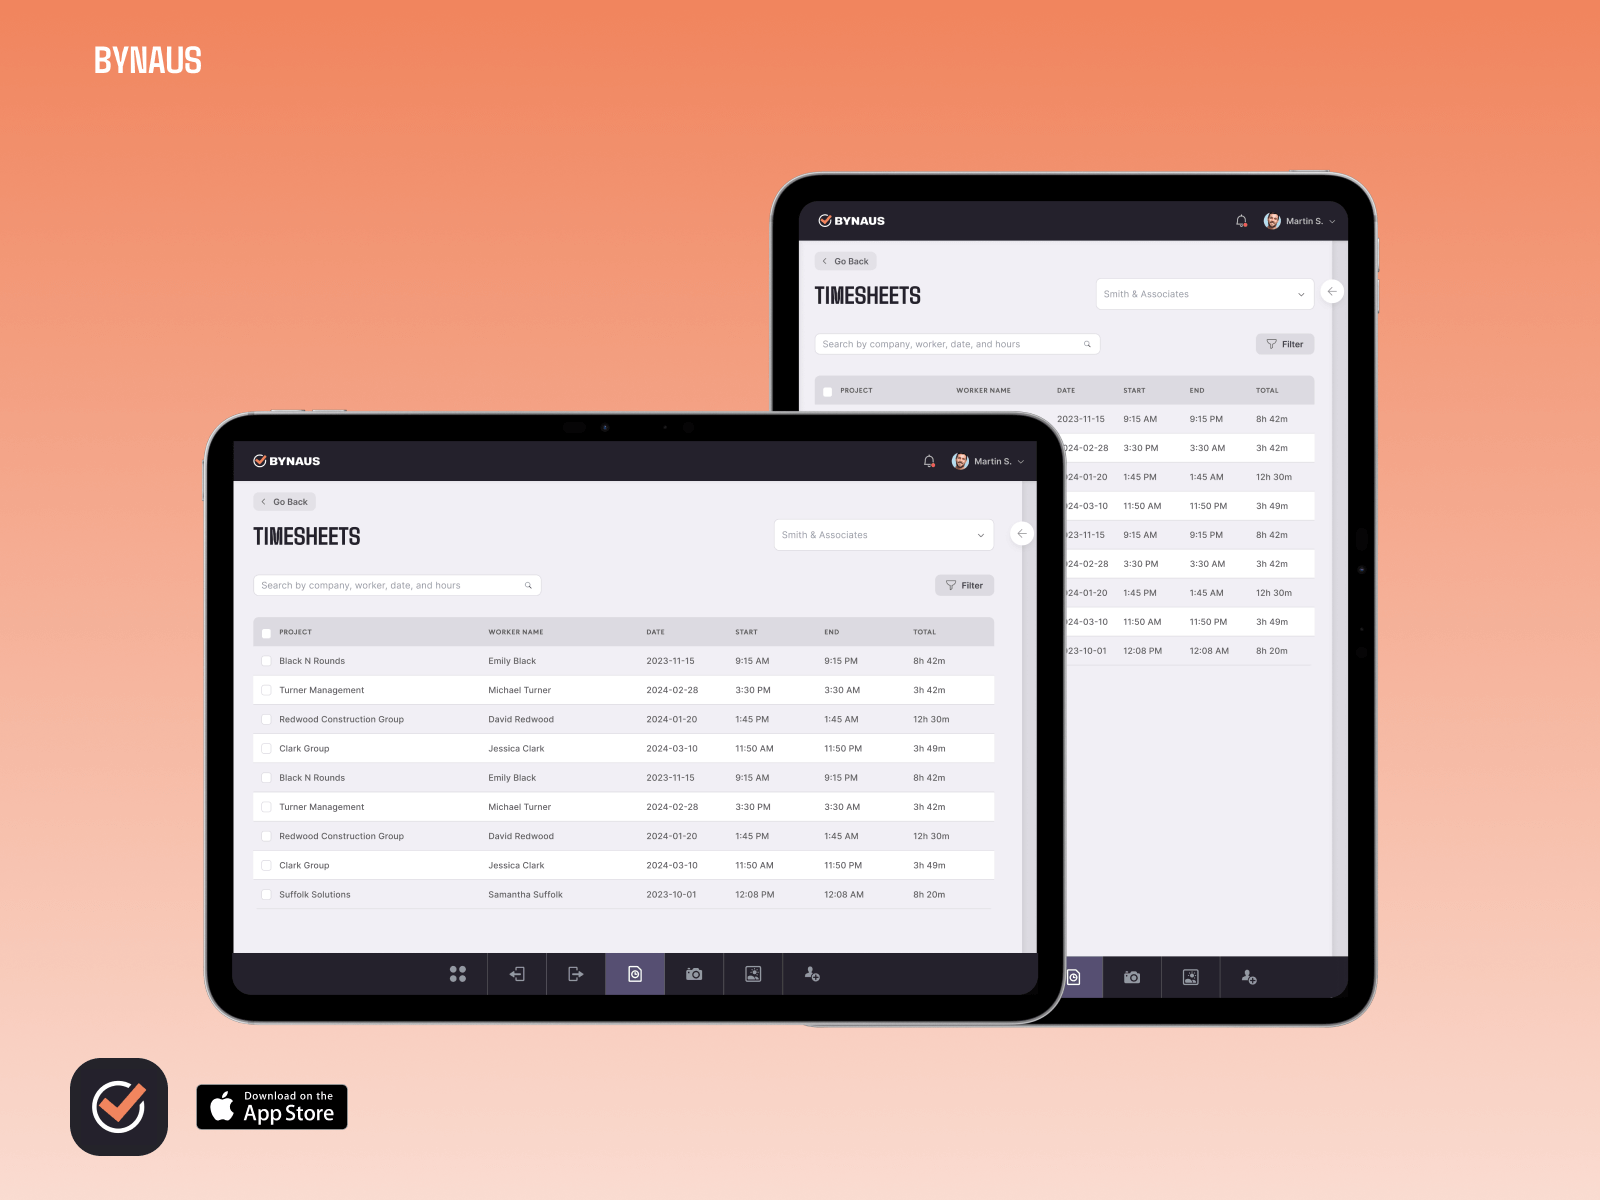 BYNAUS
BYNAUS
Martin S.
Go Back
TIMESHEETS
Smith & Associates
Search by company, worker, date, and hours
Filter
PROJECT WORKER NAME DATE START END TOTAL
2023-11-15 9:15 AM 9:15 PM 8h 42m
024-02-28 3:30 PM 3:30 AM 3h 42m
024-01-20 1:45 PM 1:45 AM 12h 30m
24-03-10 11:50 AM 11:50 PM 3h 49m
23-11-15 9:15 AM 9:15 PM 8h 42m
24-02-28 3:30 PM 3:30 AM 3h 42m
24-01-20 1:45 PM 1:45 AM 12h 30m
24-03-10 11:50 AM 11:50 PM 3h 49m
23-10-01 12:08 PM 12:08 AM 8h 20m
BYNAUS
Martin S.
Go Back
TIMESHEETS
Smith & Associates
Search by company, worker, date, and hours
Filter
PROJECT WORKER NAME DATE START END TOTAL
Black N Rounds Emily Black 2023-11-15 9:15 AM 9:15 PM 8h 42m
Turner Management Michael Turner 2024-02-28 3:30 PM 3:30 AM 3h 42m
Redwood Construction Group David Redwood 2024-01-20 1:45 PM 1:45 AM 12h 30m
Clark Group Jessica Clark 2024-03-10 11:50 AM 11:50 PM 3h 49m
Black N Rounds Emily Black 2023-11-15 9:15 AM 9:15 PM 8h 42m
Turner Management Michael Turner 2024-02-28 3:30 PM 3:30 AM 3h 42m
Redwood Construction Group David Redwood 2024-01-20 1:45 PM 1:45 AM 12h 30m
Clark Group Jessica Clark 2024-03-10 11:50 AM 11:50 PM 3h 49m
Suffolk Solutions Samantha Suffolk 2023-10-01 12:08 PM 12:08 AM 8h 20m
Download on the
App Store